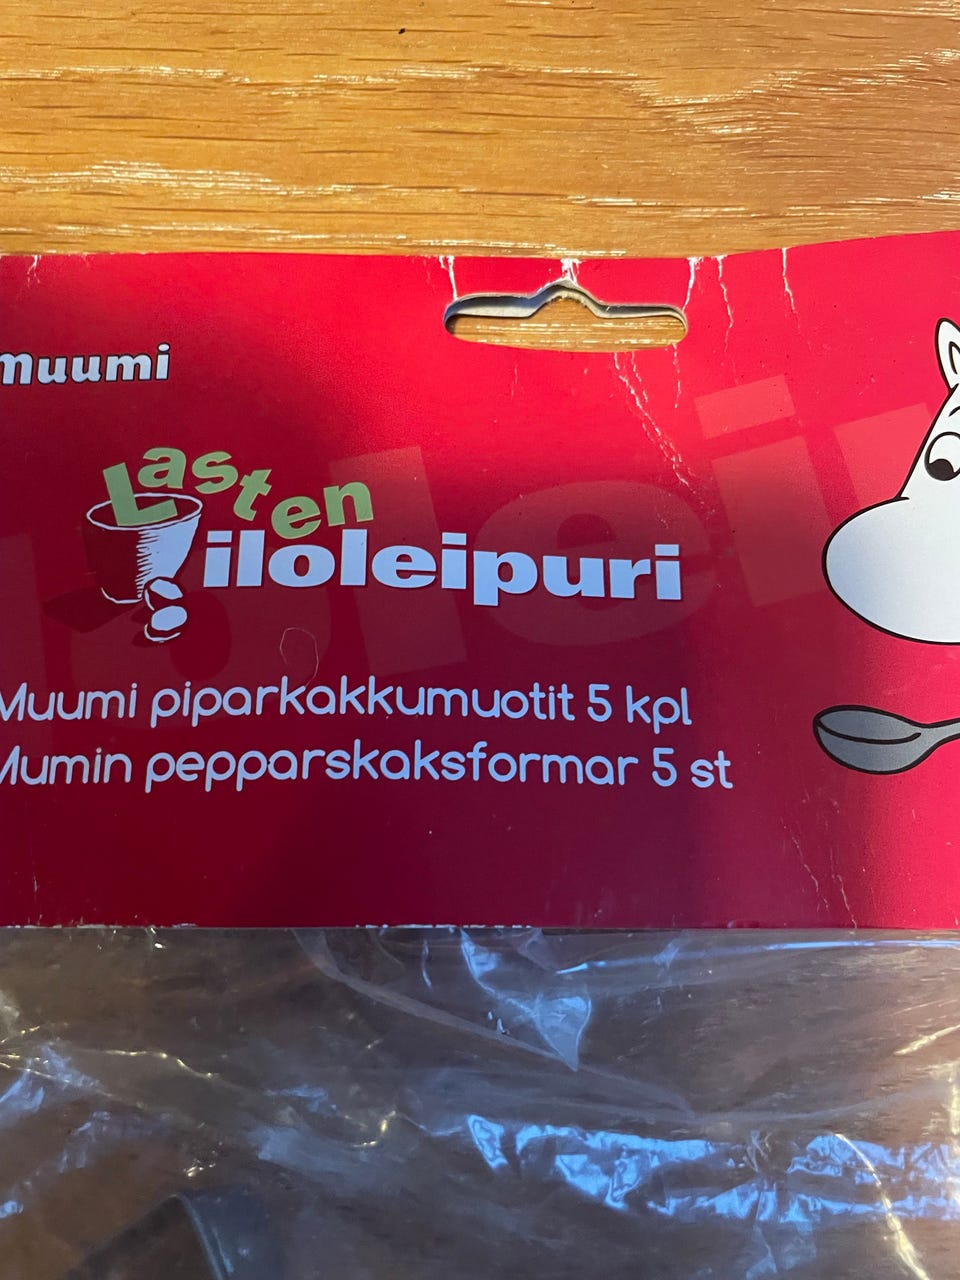 muumi
Lasten
iloleipuri
Muumi piparkakkumuotit 5 kpl
Mumin pepparskaksformar 5 st